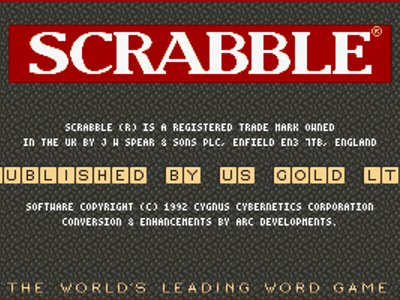 SCRABBLE®
SCRABBLE (R) IS A REGISTERED TRADE MARK OWNED
IN THE UK BY J W SPEAR & SONS PLC, ENFIELD EN3 7TB, ENGLAND
UBLISHED BY US GOLD LT
SOFTWARE COPYRIGHT (C) 1992 CYGNUS CYBERNETICS CORPORATION
CONVERSION & ENHANCEMENTS BY ARC DEVELOPMENTS.
THE WORLD'S LEADING WORD GAME